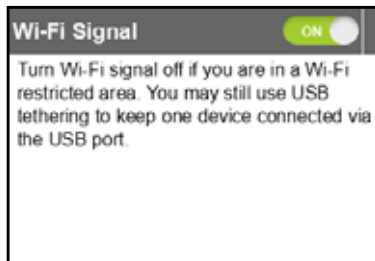 Wi-Fi Signal ON
Turn Wi-Fi signal off if you are in a Wi-Fi
restricted area. You may still use USB
tethering to keep one device connected via
the USB port.